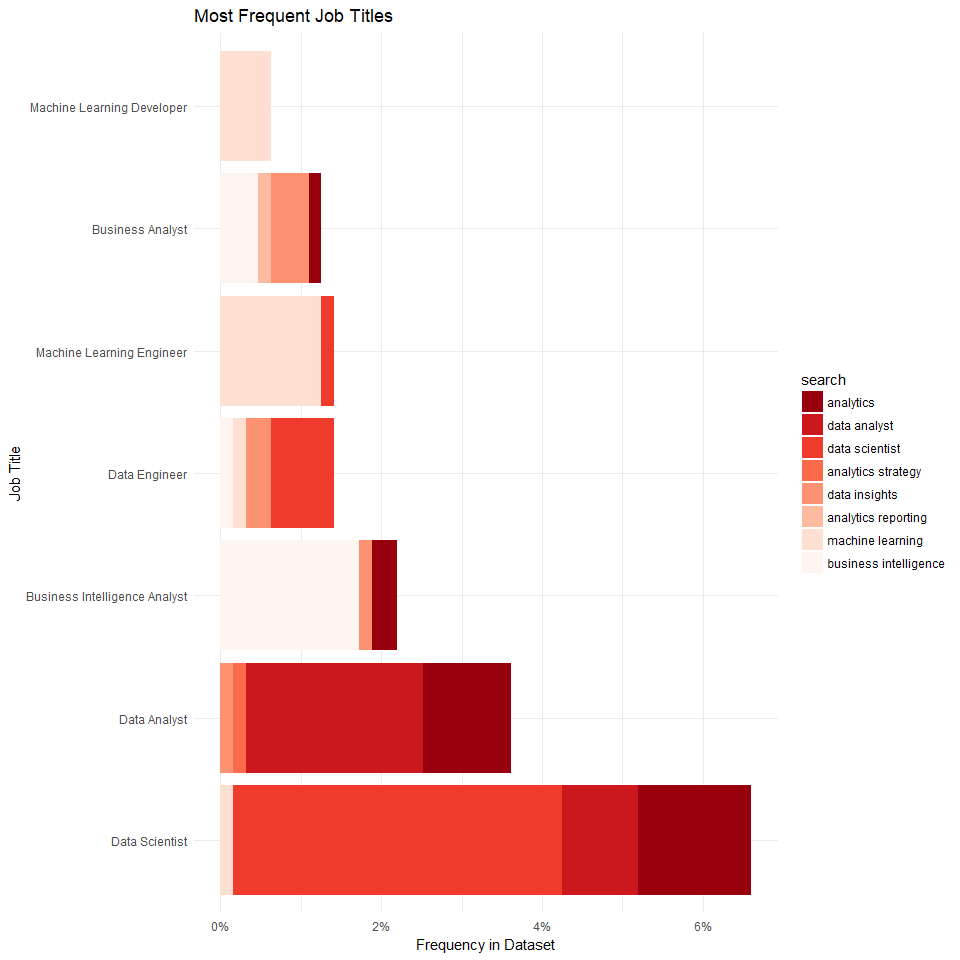 Most Frequent Job Titles
Machine Learning Developer
Business Analyst
Machine Learning Engineer
Data Engineer
Business Intelligence Analyst
Data Analyst
Data Scientist
Job Title
0% 2% 4% 6%
Frequency in Dataset
search
analytics
data analyst
data scientist
analytics strategy
data insights
analytics reporting
machine learning
business intelligence